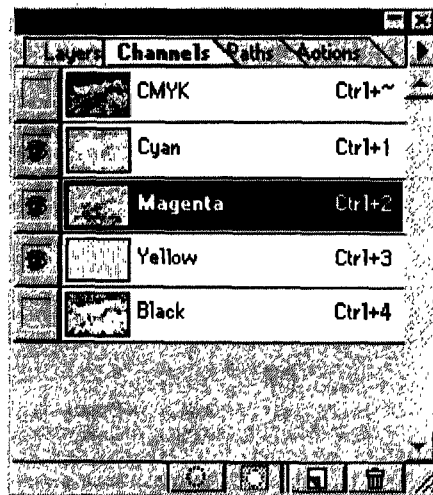 Layers Channels Paths Actions
CMYK Ctrl+~
Cyan Ctrl+1
Magenta Ctrl+2
Yellow Ctrl+3
Black Ctrl+4